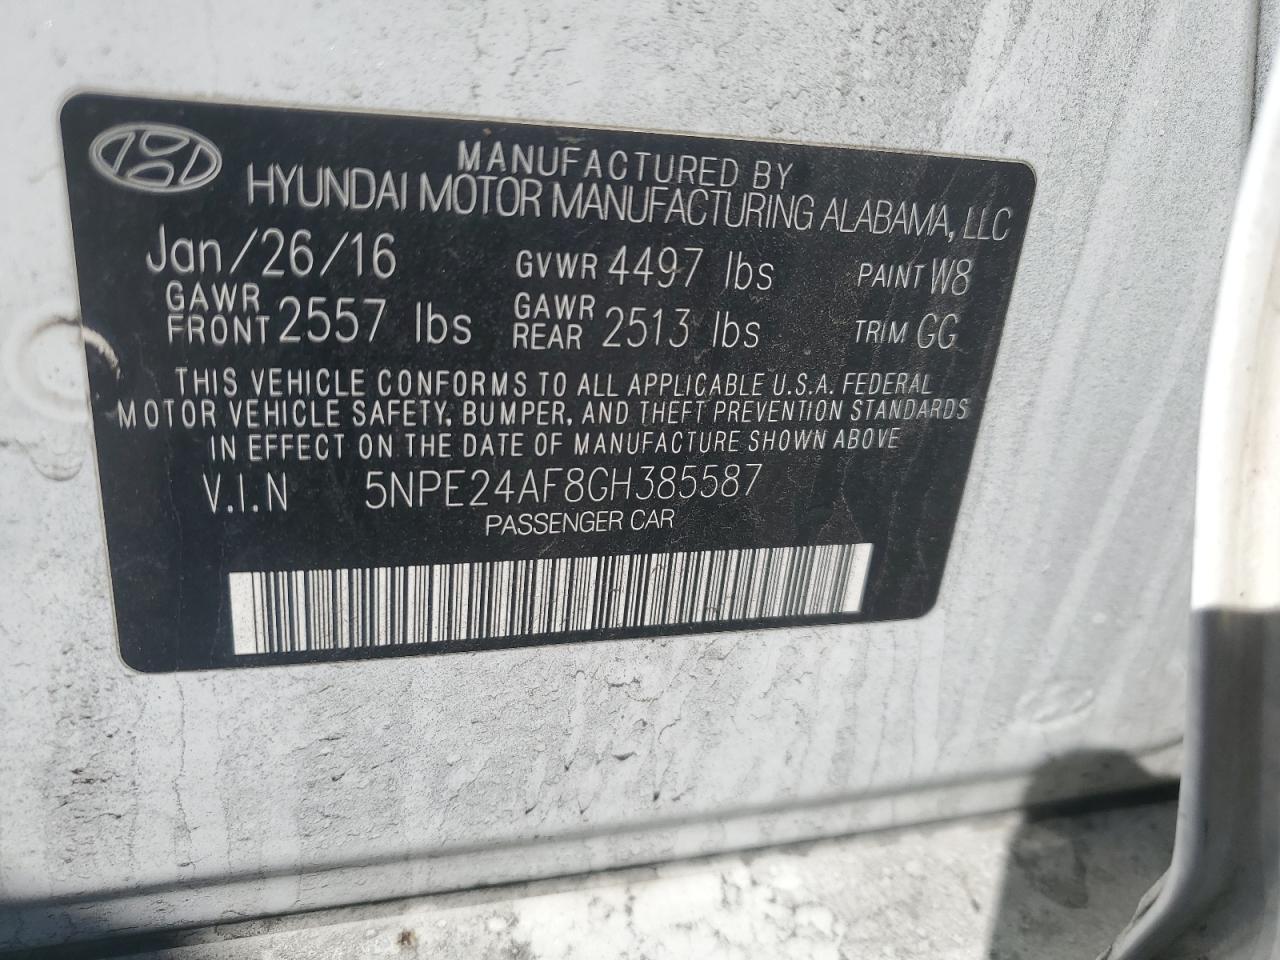 MANUFACTURED BY
HYUNDAI MOTOR MANUFACTURING ALABAMA, LLC
Jan/26/16 GVWR 4497 lbs PAINT W8
GAWR FRONT 2557 lbs GAWR REAR 2513 lbs TRIM GG
THIS VEHICLE CONFORMS TO ALL APPLICABLE U.S.A. FEDERAL
MOTOR VEHICLE SAFETY, BUMPER, AND THEFT PREVENTION STANDARDS
IN EFFECT ON THE DATE OF MANUFACTURE SHOWN ABOVE
V.I.N 5NPE24AF8GH385587
PASSENGER CAR